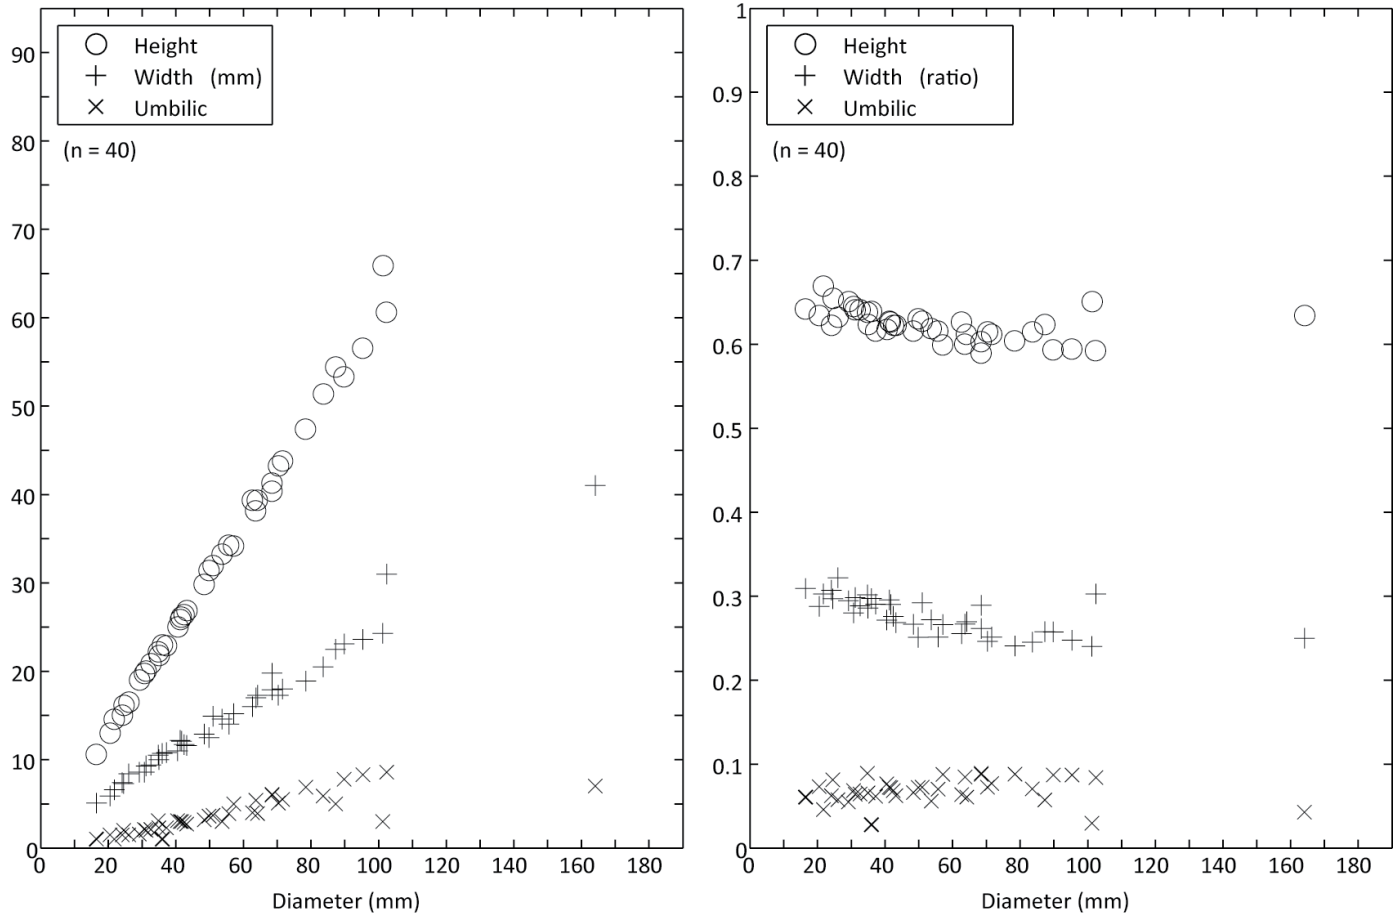 90
80
70
60
50
40
30
20
10
0
0 20 40 60 80 100 120 140 160 180
Height
Width (mm)
Umbilic
(n = 40)
Diameter (mm)
1
0.9
0.8
0.7
0.6
0.5
0.4
0.3
0.2
0.1
0
0 20 40 60 80 100 120 140 160 180
Height
Width (ratio)
Umbilic
(n = 40)
Diameter (mm)